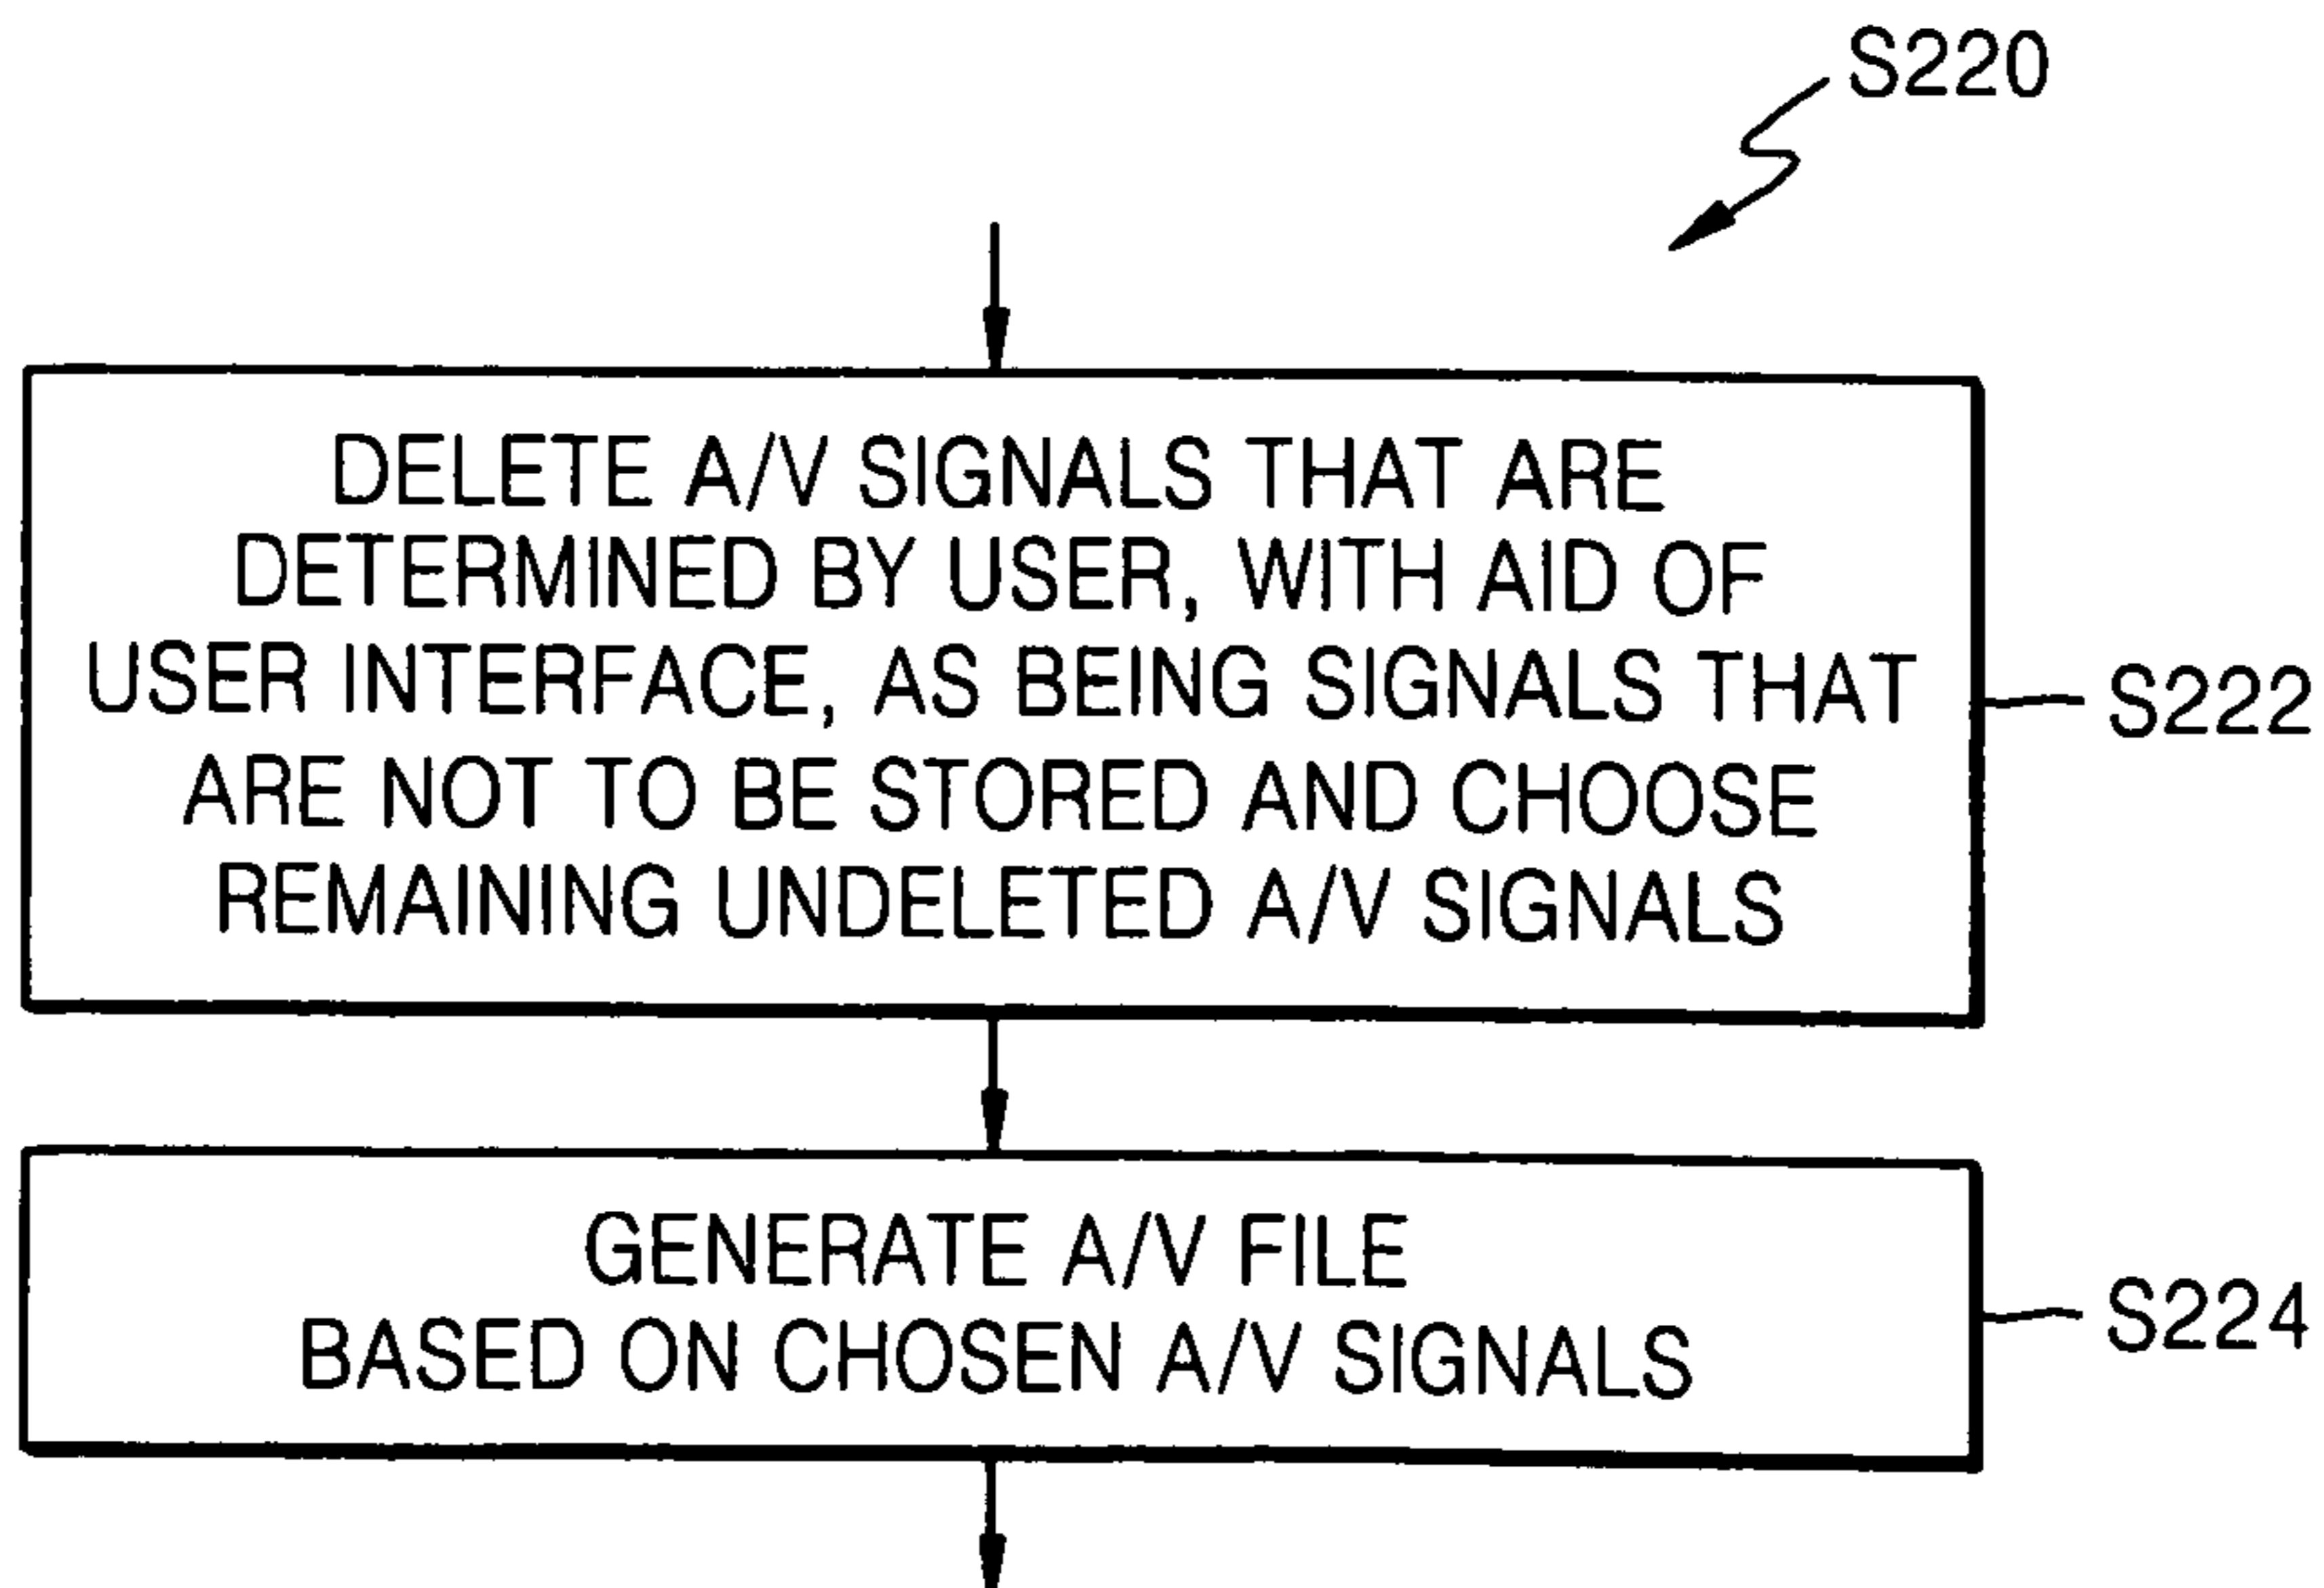 S220
DELETE A/V SIGNALS THAT ARE
DETERMINED BY USER, WITH AID OF
USER INTERFACE, AS BEING SIGNALS THAT
ARE NOT TO BE STORED AND CHOOSE
REMAINING UNDELETED A/V SIGNALS
S222
GENERATE A/V FILE
BASED ON CHOSEN A/V SIGNALS
S224